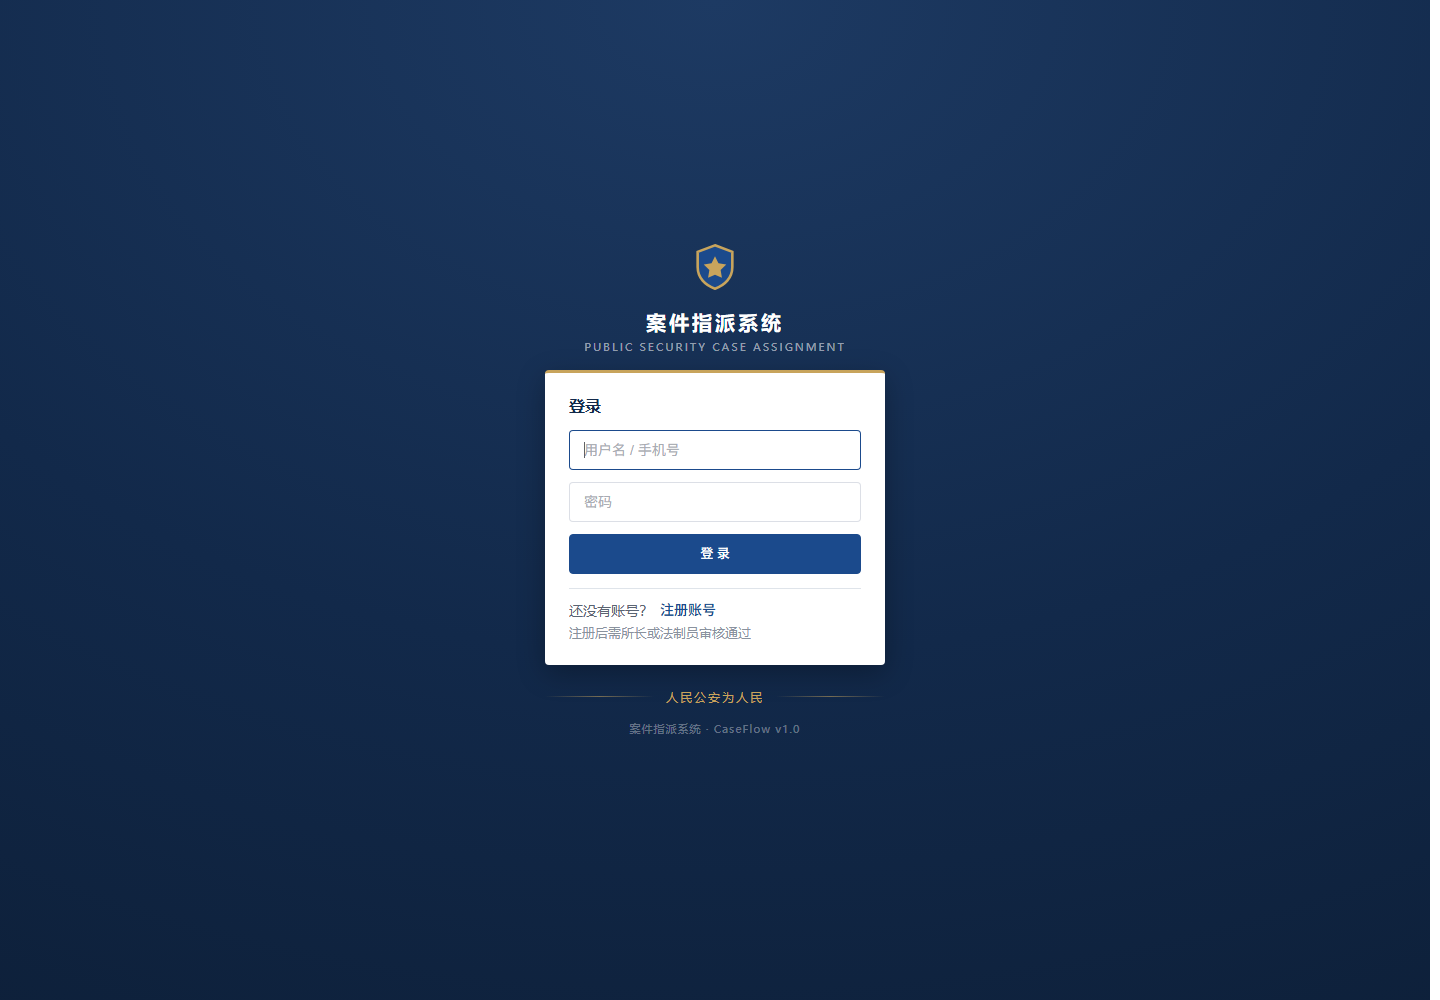 案件指派系统
PUBLIC SECURITY CASE ASSIGNMENT
登录
用户名 / 手机号
密码
登 录
还没有账号? 注册账号
注册后需所长或法制员审核通过
人民公安为人民
案件指派系统 · CaseFlow v1.0